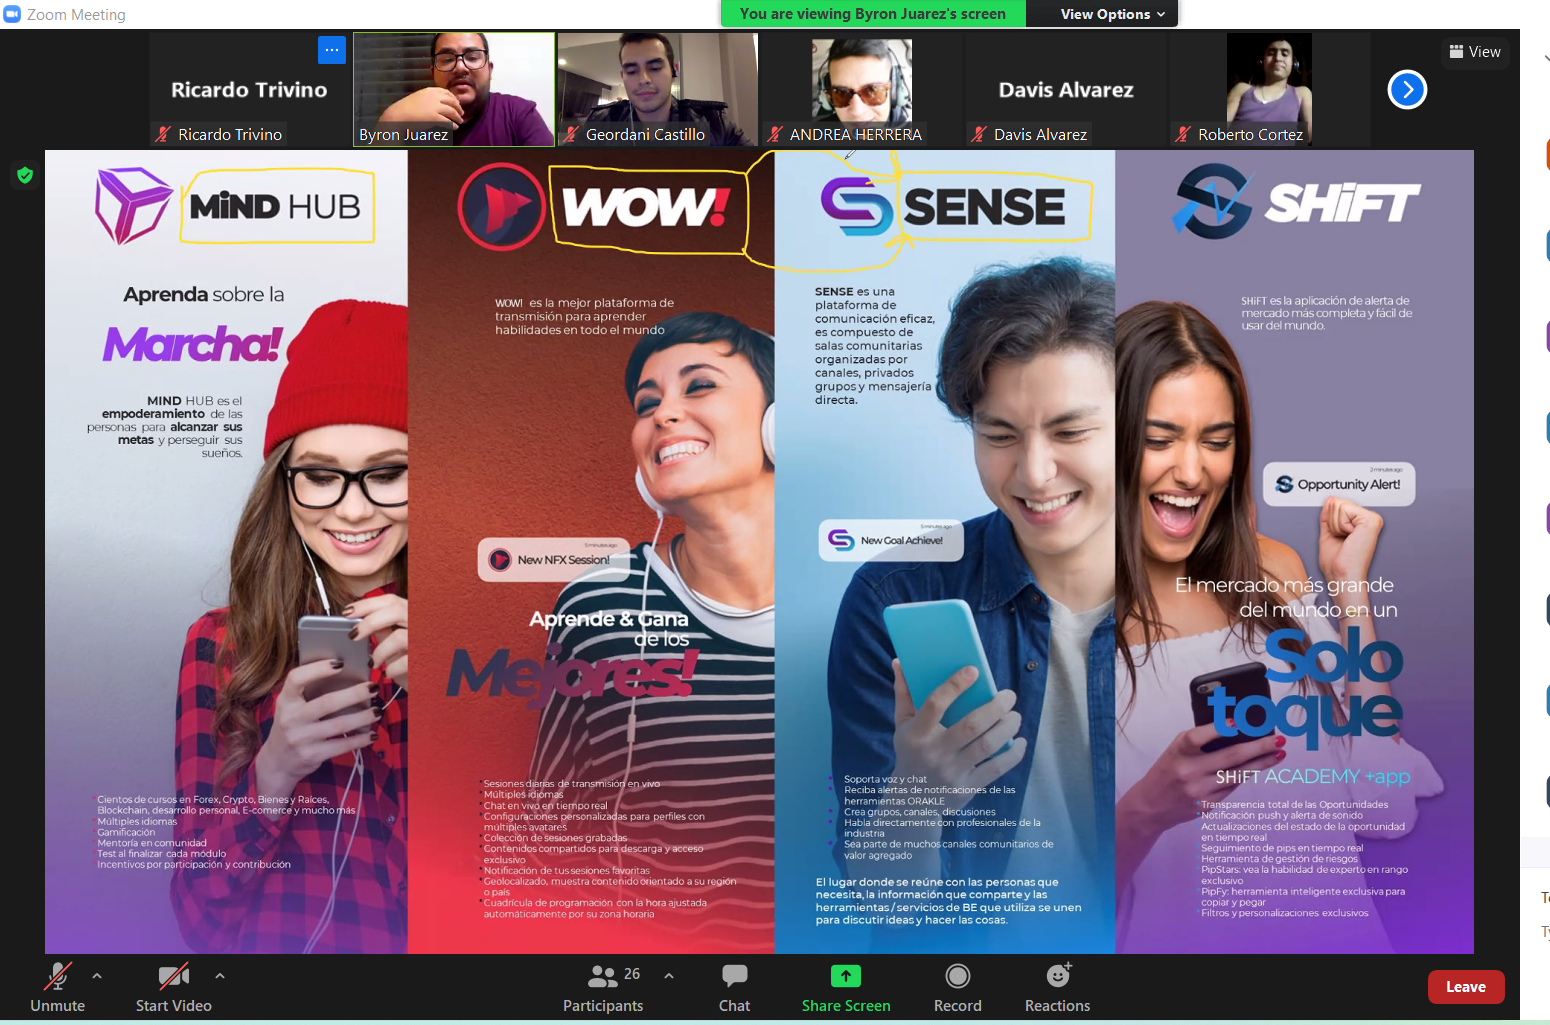 Zoom Meeting
You are viewing Byron Juarez's screen
View Options
View
Ricardo Trivino
Ricardo Trivino
Byron Juarez
Geordani Castillo
ANDREA HERRERA
Davis Alvarez
Davis Alvarez
Roberto Cortez
MiND HUB
Aprenda sobre la
Marcha!
MIND HUB es el
empoderamiento de las
personas para alcanzar sus
metas y perseguir sus
sueños.
*Cientos de cursos en Forex, Crypto, Bienes y Raíces,
Blockchain, desarrollo personal, E-comerce y mucho más
*Múltiples idiomas
*Gamificación
*Mentoría en comunidad
*Test al finalizar cada módulo
*Incentivos por participación y contribución
WOW!
WOW! es la mejor plataforma de
transmisión para aprender
habilidades en todo el mundo
5 minutes ago
New NFX Session!
Aprende & Gana
de los
Mejores!
*Sesiones diarias de transmisión en vivo
*Múltiples idiomas
*Chat en vivo en tiempo real
*Configuraciones personalizadas para perfiles con
múltiples avatares
*Colección de sesiones grabadas
*Contenidos compartidos para descarga y acceso
exclusivo
*Notificación de tus sesiones favoritas
*Geolocalizado, muestra contenido orientado a su región
o país
*Cuadrícula de programación con la hora ajustada
automáticamente por su zona horaria
SENSE
SENSE es una
plataforma de
comunicación eficaz,
es compuesto de
salas comunitarias
organizadas por
canales, privados
grupos y mensajería
directa.
5 minutes ago
New Goal Achieve!
Soporta voz y chat
Reciba alertas de notificaciones de las
herramientas ORAKLE
Crea grupos, canales, discusiones
Habla directamente con profesionales de la
industria
Sea parte de muchos canales comunitarios de
valor agregado
El lugar donde se reúne con las personas que
necesita, la información que comparte y las
herramientas / servicios de BE que utiliza se unen
para discutir ideas y hacer las cosas.
SHiFT
SHiFT es la aplicación de alerta de
mercado más completa y fácil de
usar del mundo.
2 minutes ago
Opportunity Alert!
El mercado más grande
del mundo en un
Solo
toque
SHiFT ACADEMY +app
*Transparencia total de las Oportunidades
*Notificación push y alerta de sonido
Actualizaciones del estado de la oportunidad
en tiempo real
*Seguimiento de pips en tiempo real
*Herramienta de gestión de riesgos
*PipStars: vea la habilidad de experto en rango
exclusivo
*PipFy: herramienta inteligente exclusiva para
copiar y pegar
*Filtros y personalizaciones exclusivos
Unmute
Start Video
26
Participants
Chat
Share Screen
Record
Reactions
Leave